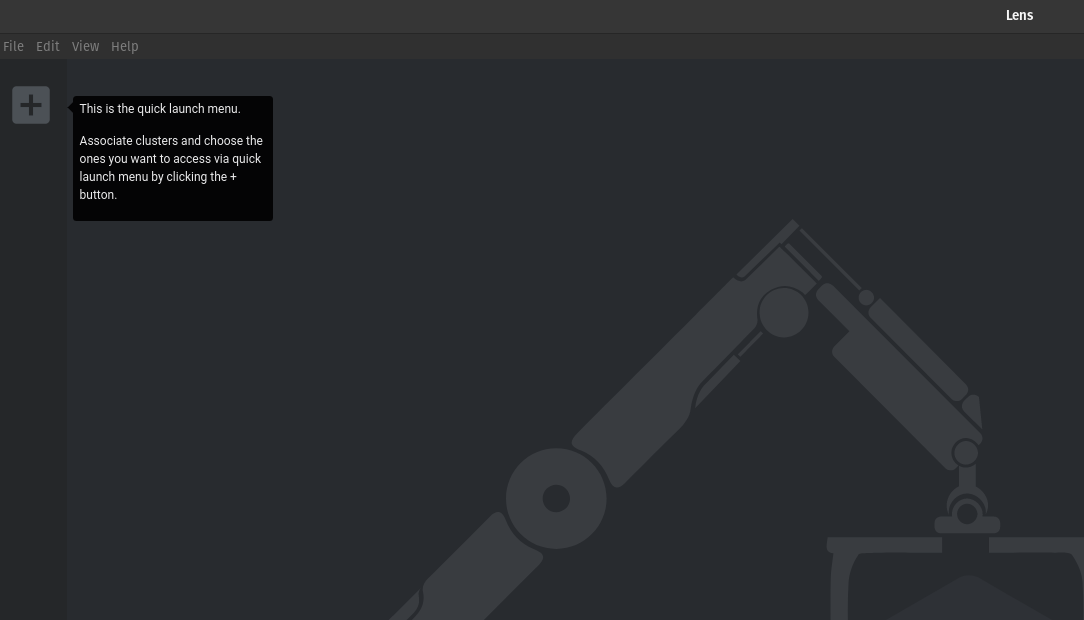 Lens
File Edit View Help
This is the quick launch menu.
Associate clusters and choose the
ones you want to access via quick
launch menu by clicking the +
button.